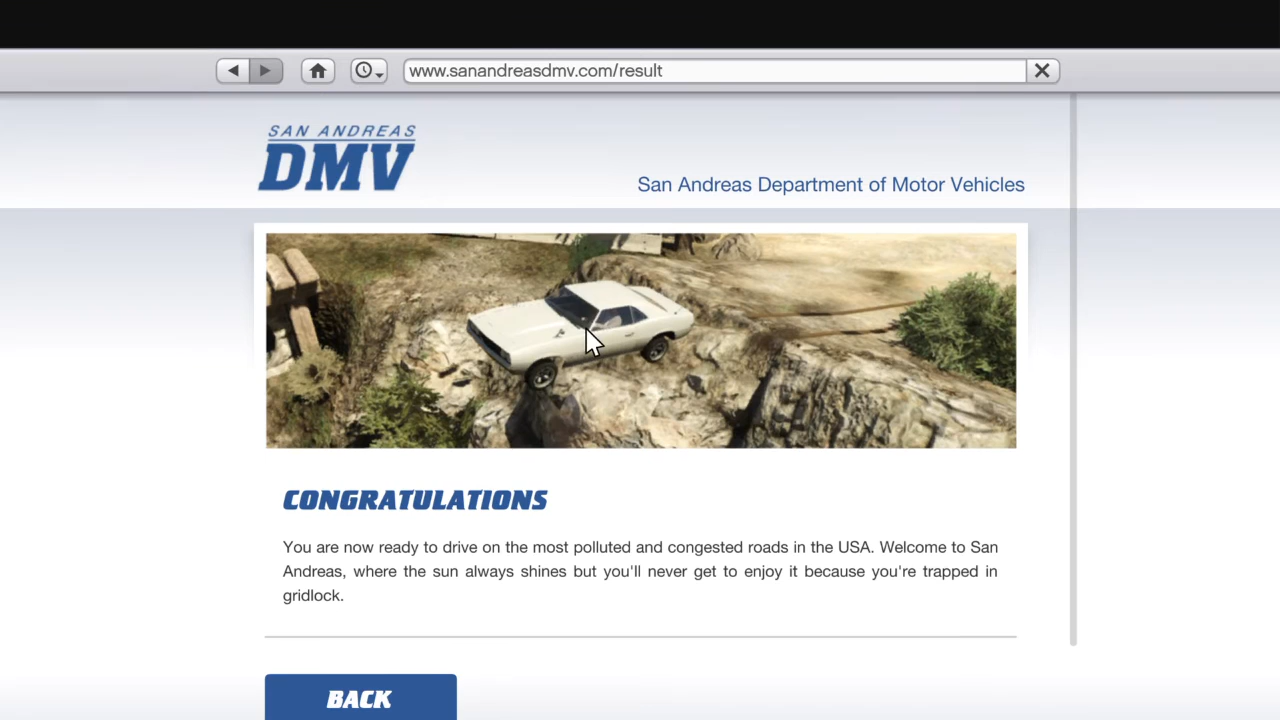 www.sanandreasdmv.com/result
SAN ANDREAS
DMV
San Andreas Department of Motor Vehicles
CONGRATULATIONS
You are now ready to drive on the most polluted and congested roads in the USA. Welcome to San
Andreas, where the sun always shines but you'll never get to enjoy it because you're trapped in
gridlock.
BACK